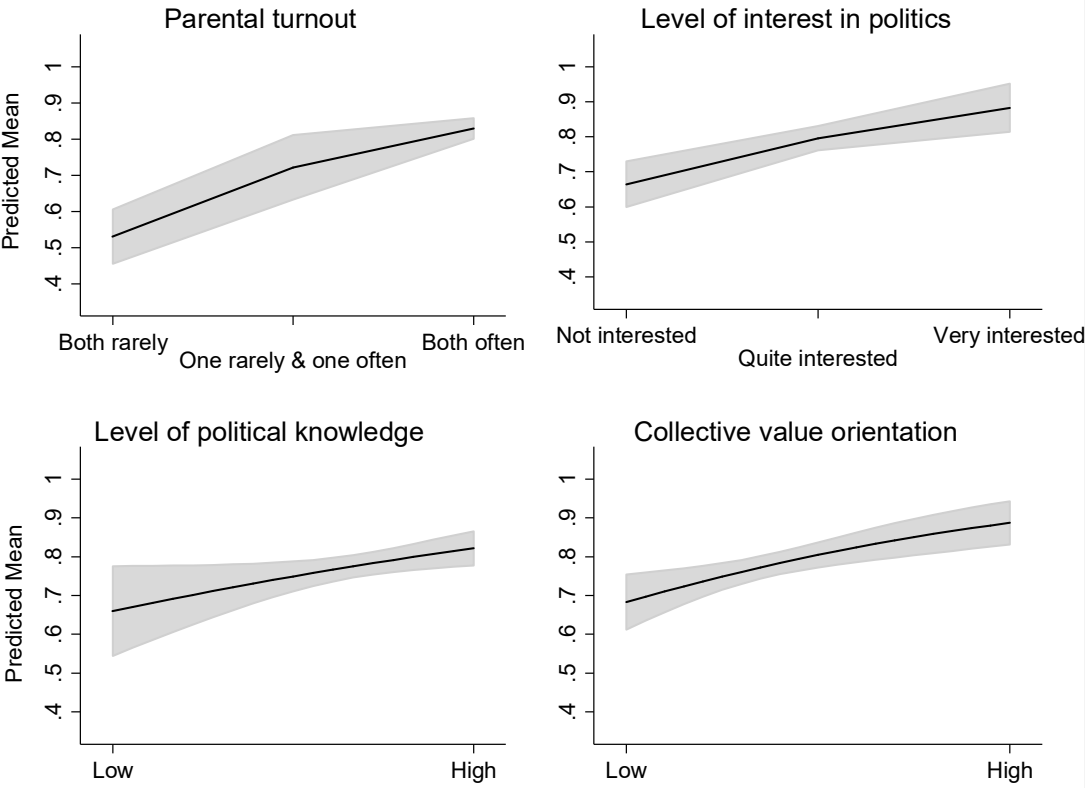 Parental turnout
Level of interest in politics
Predicted Mean
1
.9
.8
.7
.6
.5
.4
1
.9
.8
.7
.6
.5
.4
Both rarely
One rarely & one often
Both often
Not interested
Quite interested
Very interested
Level of political knowledge
Collective value orientation
Predicted Mean
1
.9
.8
.7
.6
.5
.4
1
.9
.8
.7
.6
.5
.4
Low
High
Low
High